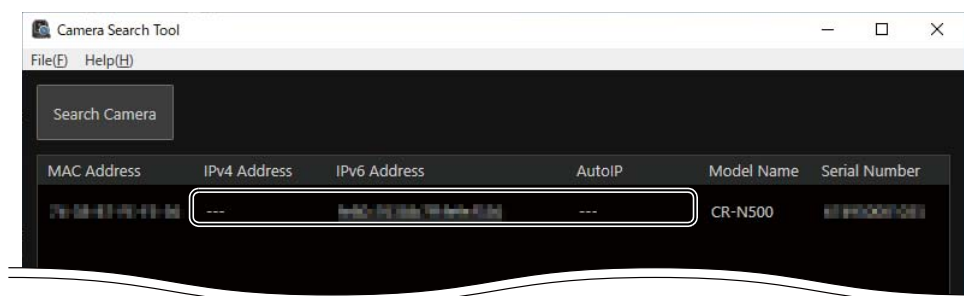 Camera Search Tool
File(F) Help(H)
Search Camera
MAC Address IPv4 Address IPv6 Address AutoIP Model Name Serial Number
--- --- CR-N500